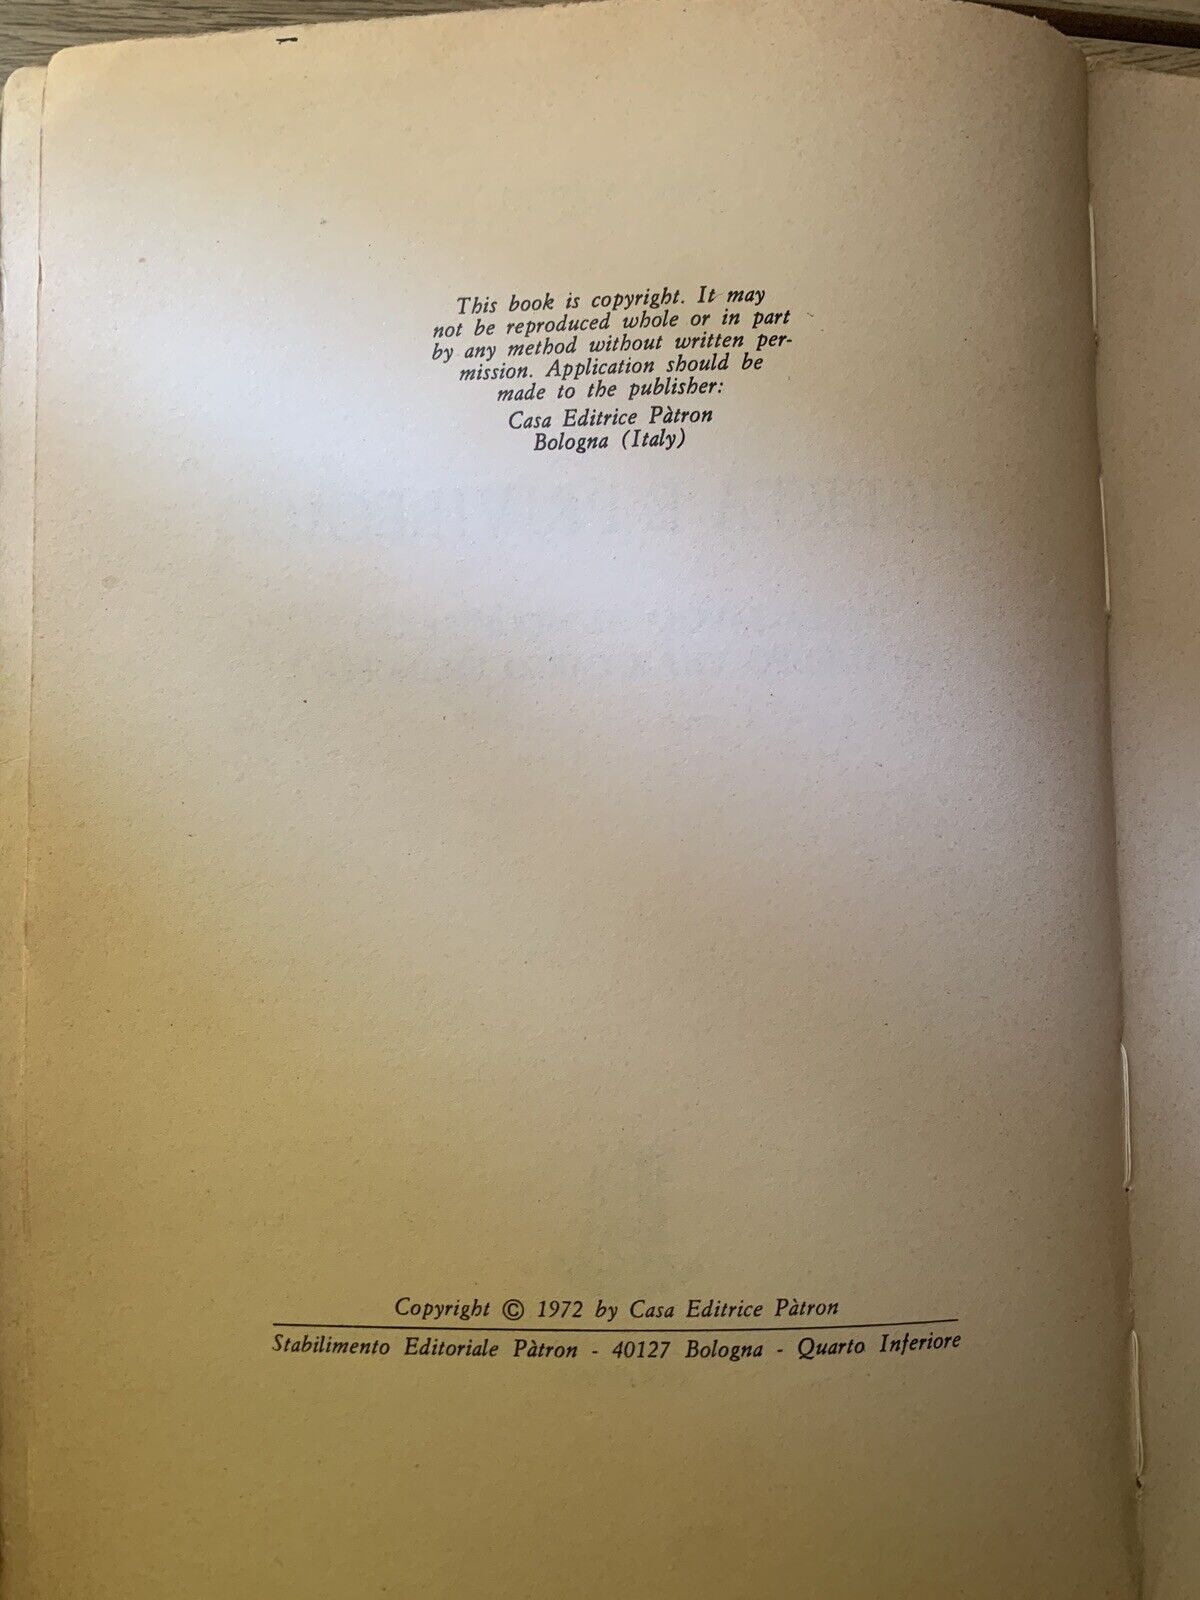 This book is copyright. It may
not be reproduced whole or in part
by any method without written per-
mission. Application should be
made to the publisher:
Casa Editrice Pàtron
Bologna (Italy)
Copyright © 1972 by Casa Editrice Pàtron
Stabilimento Editoriale Pàtron - 40127 Bologna - Quarto Inferiore